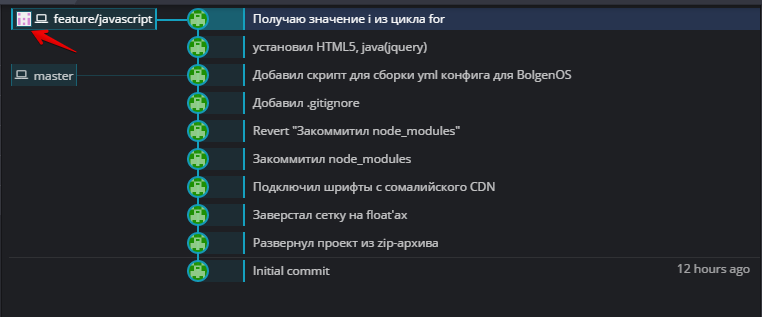 feature/javascript Получаю значение i из цикла for
установил HTML5, java(jquery)
master Добавил скрипт для сборки yml конфига для BolgenOS
Добавил .gitignore
Revert "Закоммитил node_modules"
Закоммитил node_modules
Подключил шрифты с сомалийского CDN
Заверстал сетку на float'ах
Развернул проект из zip-архива
Initial commit 12 hours ago